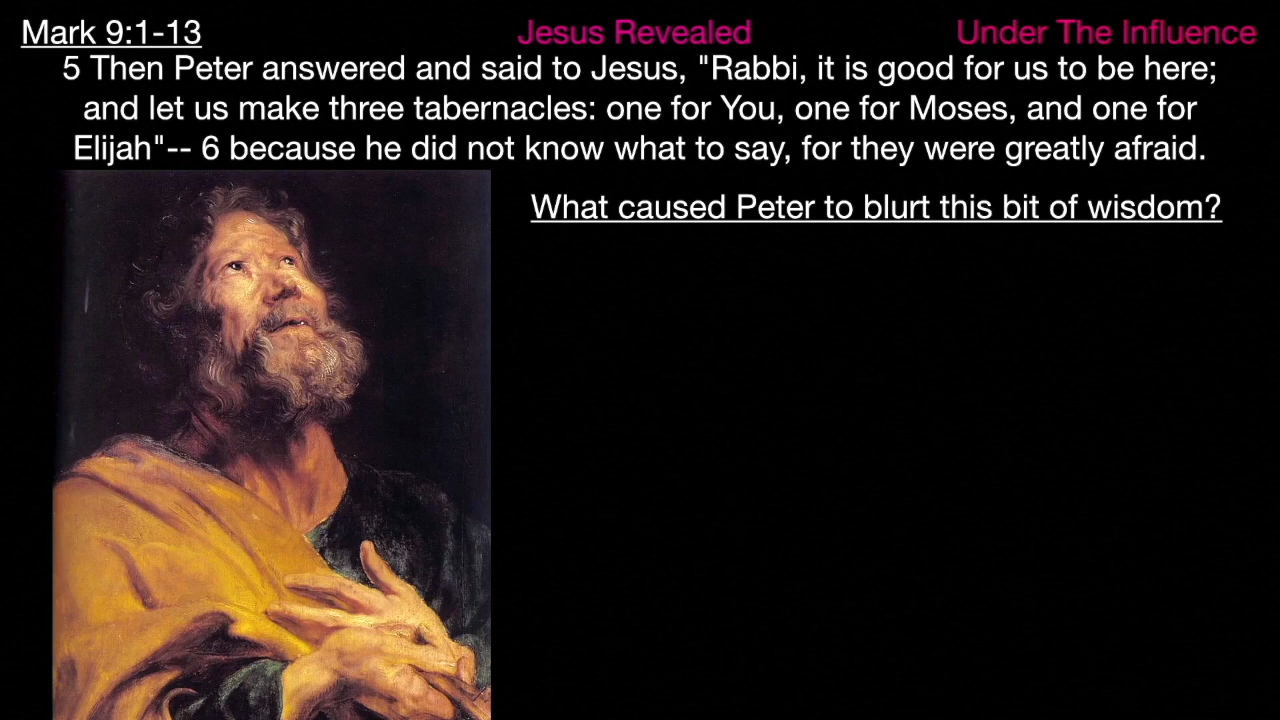 Mark 9:1-13 Jesus Revealed Under The Influence
5 Then Peter answered and said to Jesus, "Rabbi, it is good for us to be here;
and let us make three tabernacles: one for You, one for Moses, and one for
Elijah"-- 6 because he did not know what to say, for they were greatly afraid.
What caused Peter to blurt this bit of wisdom?